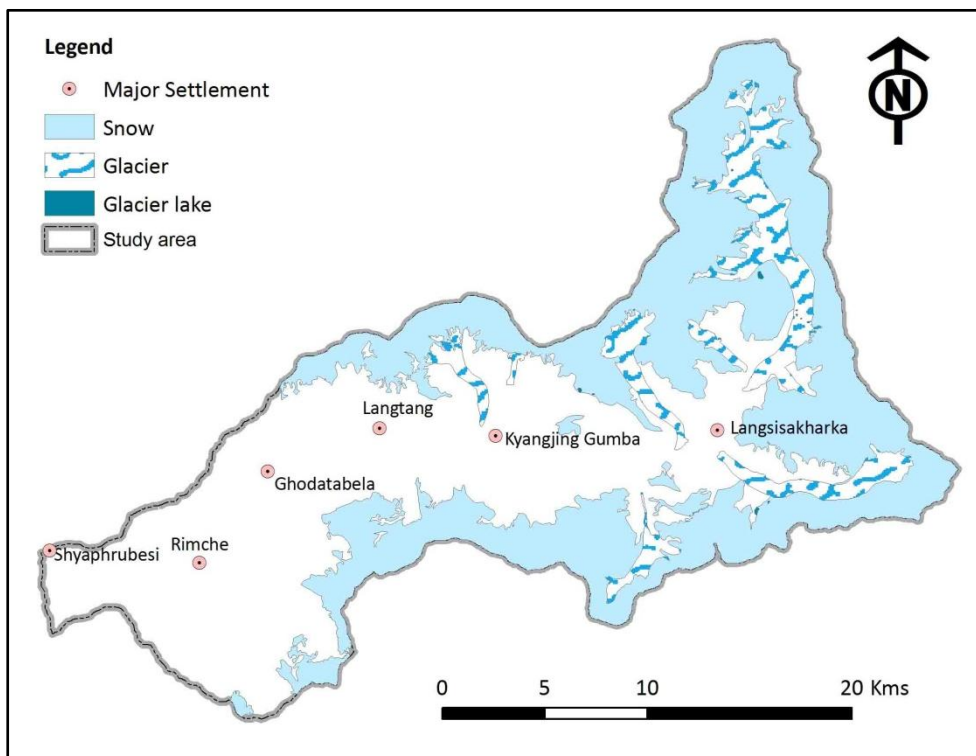 Legend
Major Settlement
Snow
Glacier
Glacier lake
Study area
N
Langtang
Kyangjing Gumba
Langsisakharka
Ghodatabela
Shyaphrubesi
Rimche
0 5 10 20 Kms